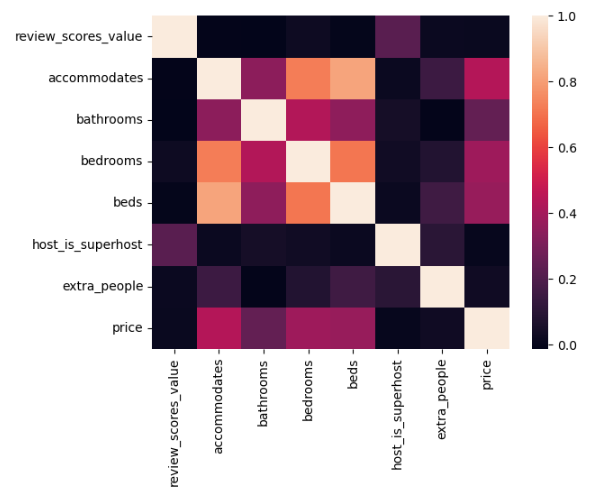 review_scores_value
accommodates
bathrooms
bedrooms
beds
host_is_superhost
extra_people
price
review_scores_value
accommodates
bathrooms
bedrooms
beds
host_is_superhost
extra_people
price
1.0
0.8
0.6
0.4
0.2
0.0